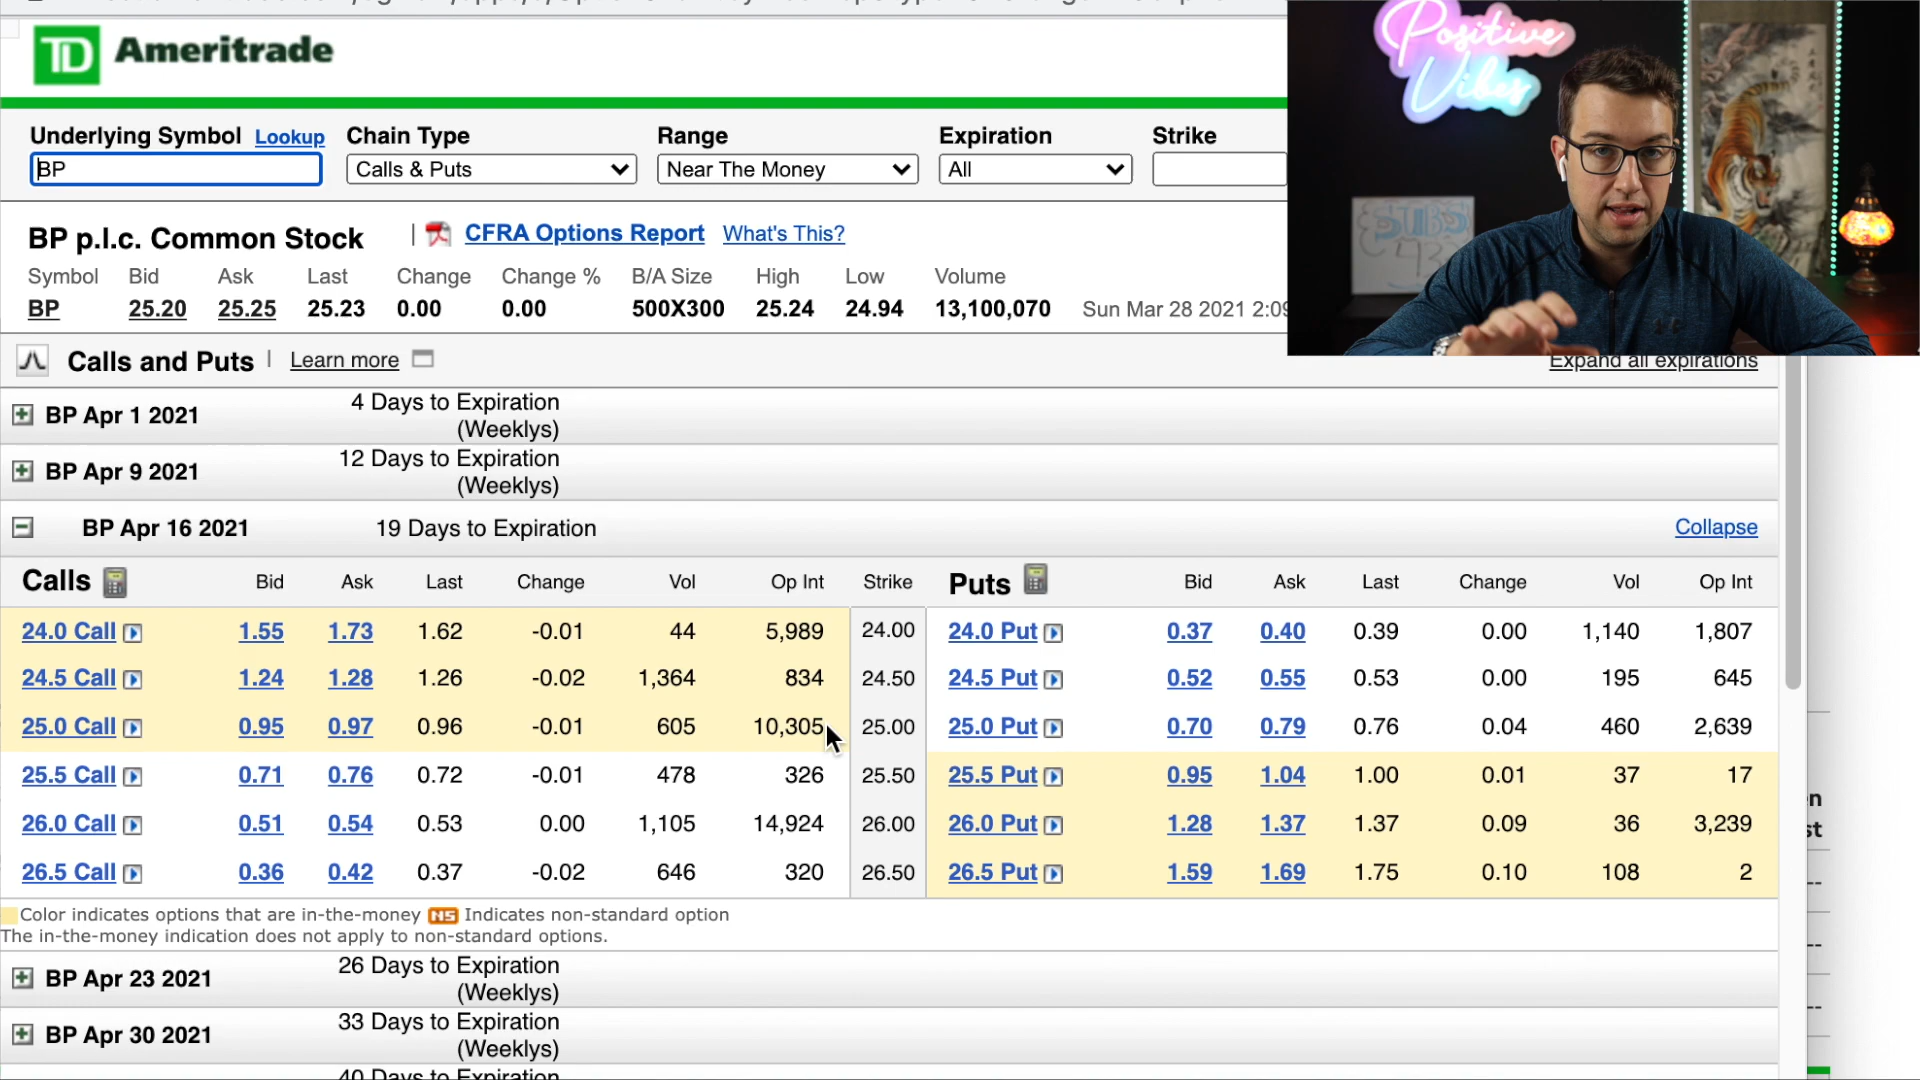 TD Ameritrade
Underlying Symbol Lookup Chain Type Range Expiration Strike
BP Calls & Puts Near The Money All
BP p.l.c. Common Stock | CFRA Options Report What's This?
Symbol Bid Ask Last Change Change % B/A Size High Low Volume
BP 25.20 25.25 25.23 0.00 0.00 500X300 25.24 24.94 13,100,070 Sun Mar 28 2021
Calls and Puts | Learn more Expand all expirations
BP Apr 1 2021 4 Days to Expiration
(Weeklys)
BP Apr 9 2021 12 Days to Expiration
(Weeklys)
BP Apr 16 2021 19 Days to Expiration Collapse
Calls Bid Ask Last Change Vol Op Int Strike Puts Bid Ask Last Change Vol Op Int
24.0 Call 1.55 1.73 1.62 -0.01 44 5,989 24.00 24.0 Put 0.37 0.40 0.39 0.00 1,140 1,807
24.5 Call 1.24 1.28 1.26 -0.02 1,364 834 24.50 24.5 Put 0.52 0.55 0.53 0.00 195 645
25.0 Call 0.95 0.97 0.96 -0.01 605 10,305 25.00 25.0 Put 0.70 0.79 0.76 0.04 460 2,639
25.5 Call 0.71 0.76 0.72 -0.01 478 326 25.50 25.5 Put 0.95 1.04 1.00 0.01 37 17
26.0 Call 0.51 0.54 0.53 0.00 1,105 14,924 26.00 26.0 Put 1.28 1.37 1.37 0.09 36 3,239
26.5 Call 0.36 0.42 0.37 -0.02 646 320 26.50 26.5 Put 1.59 1.69 1.75 0.10 108 2
Color indicates options that are in-the-money NS Indicates non-standard option
The in-the-money indication does not apply to non-standard options.
BP Apr 23 2021 26 Days to Expiration
(Weeklys)
BP Apr 30 2021 33 Days to Expiration
(Weeklys)
40 Days to Expiration
Positive
Vibes